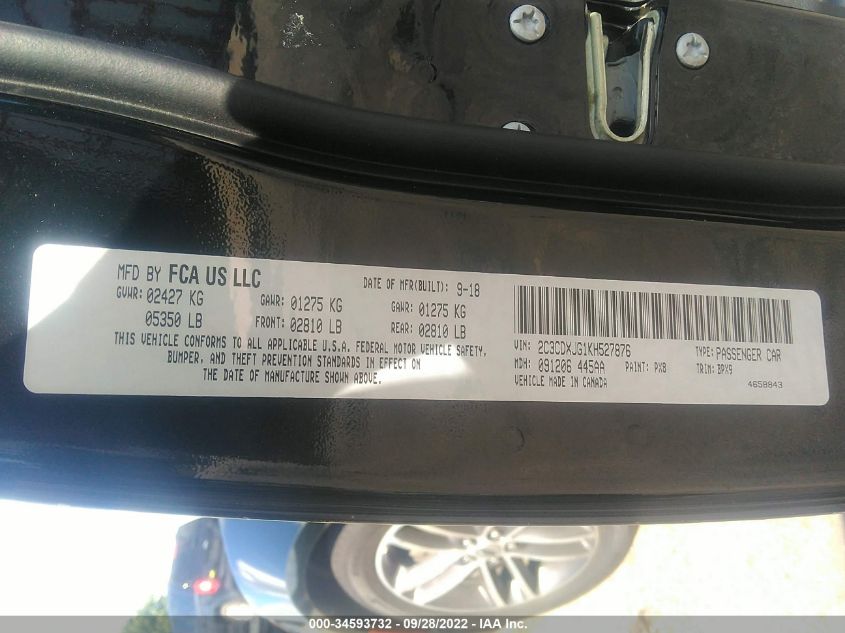 MFD BY FCA US LLC
DATE OF MFR(BUILT): 9-18
GVWR: 02427 KG
GAWR: 01275 KG
GAWR: 01275 KG
05350 LB
FRONT: 02810 LB
REAR: 02810 LB
THIS VEHICLE CONFORMS TO ALL APPLICABLE U.S.A. FEDERAL MOTOR VEHICLE SAFETY,
BUMPER, AND THEFT PREVENTION STANDARDS IN EFFECT ON
THE DATE OF MANUFACTURE SHOWN ABOVE.
VIN: 2C3CDXJG1KH527876
TYPE: PASSENGER CAR
MDH: 091206 445AA
PAINT: PX8
TRIM: BPX9
VEHICLE MADE IN CANADA
4658843
000-34593732 - 09/28/2022 - IAA Inc.